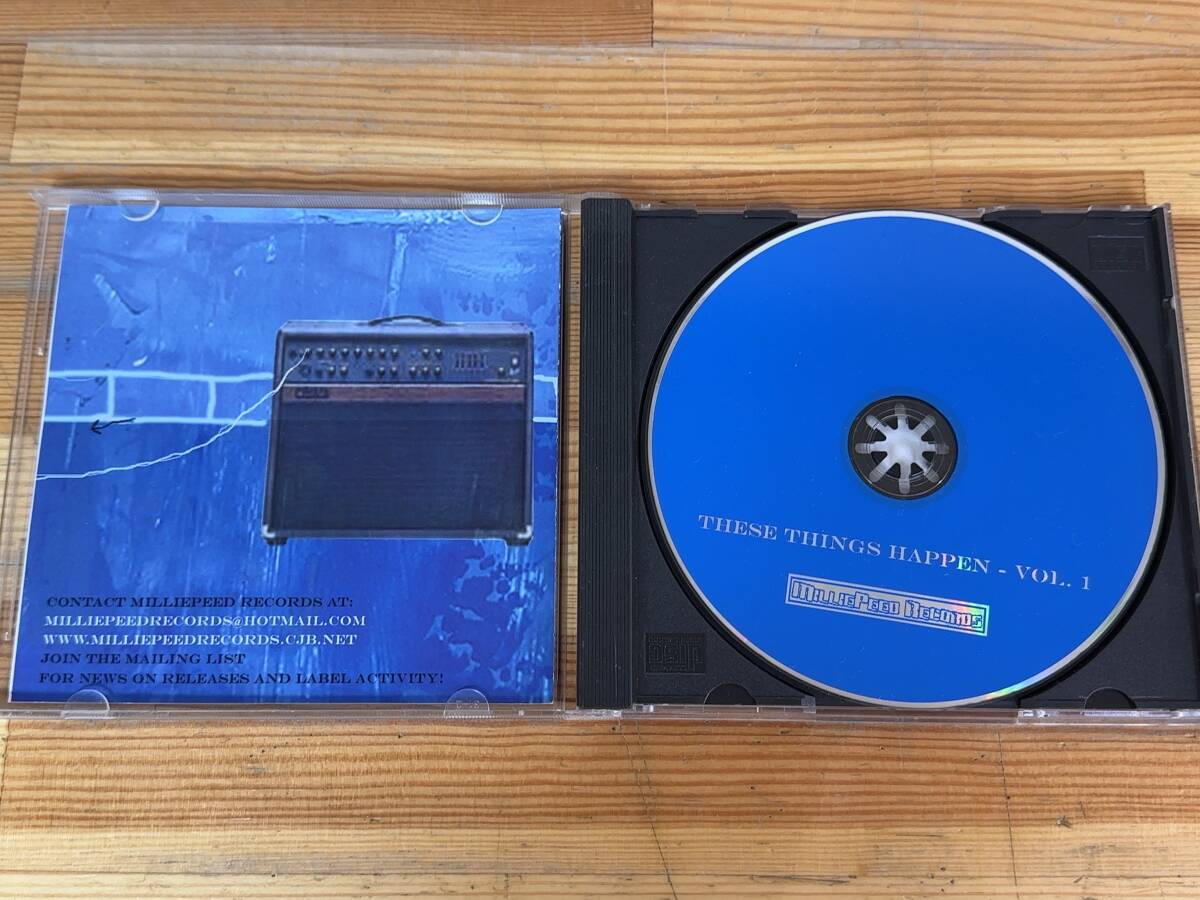 CONTACT MILLIEPEED RECORDS AT:
MILLIEPEEDRECORDS@HOTMAIL.COM
WWW.MILLIEPEEDRECORDS.CJB.NET
JOIN THE MAILING LIST
FOR NEWS ON RELEASES AND LABEL ACTIVITY!
THESE THINGS HAPPEN - VOL. 1
MILLIEPEED RECORDS